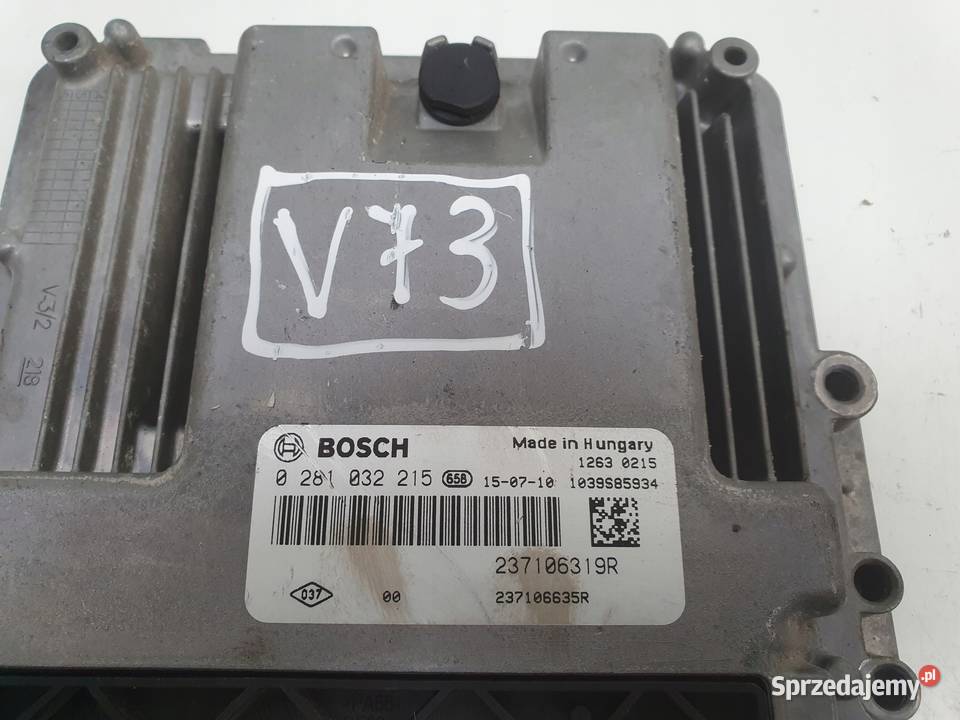 V73
V-3/2 218
BOSCH Made in Hungary
1263 0215
0 281 032 215 658 15-07-10 1039S85934
237106319R
037 00 237106635R
Sprzedajemy.pl